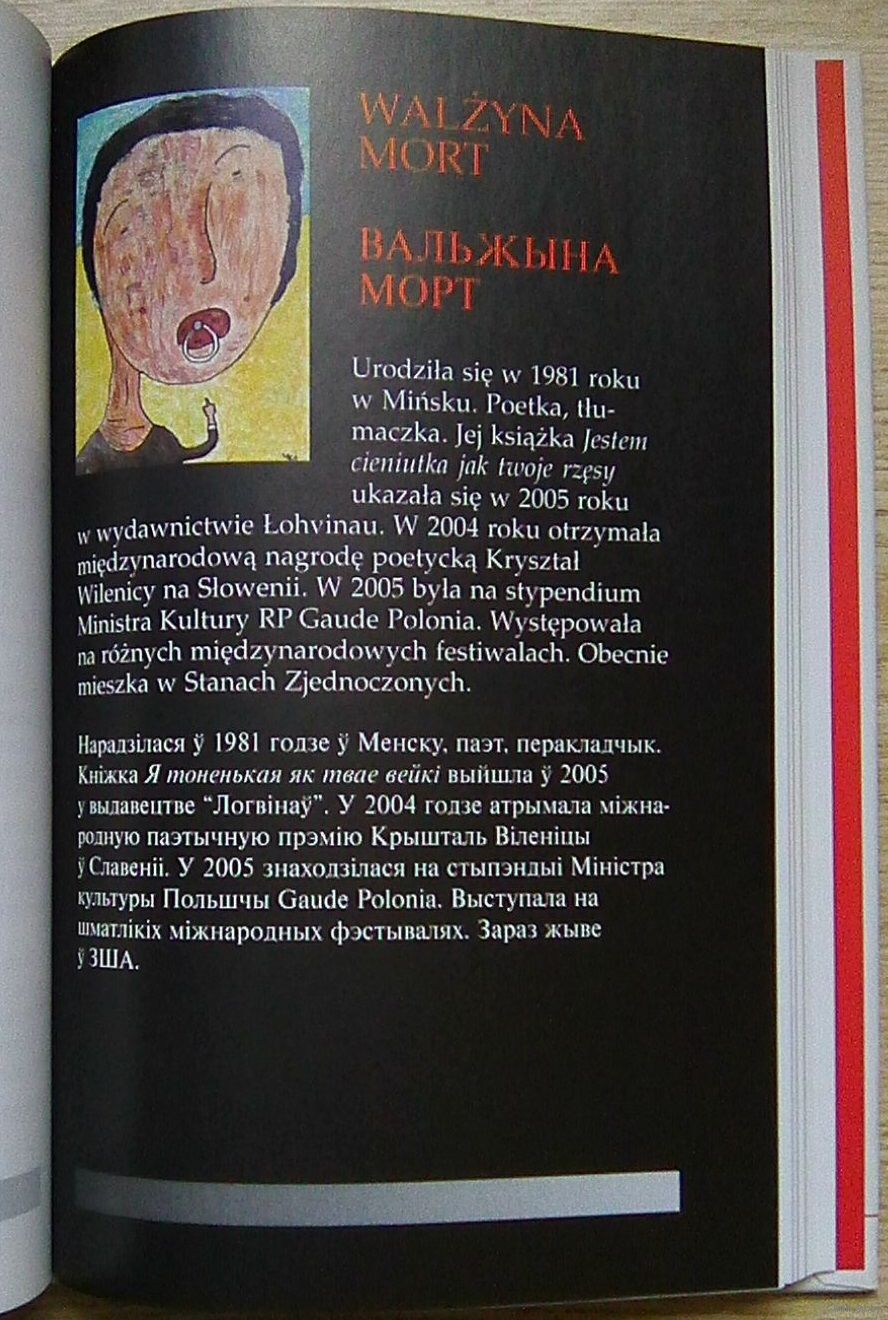 WALŻYNA
MORT
ВАЛЬЖЫНА
МОРТ
Urodziła się w 1981 roku
w Mińsku. Poetka, tłu-
maczka. Jej książka Jestem
cieniutka jak twoje rzęsy
ukazała się w 2005 roku
w wydawnictwie Łohvinau. W 2004 roku otrzymała
międzynarodową nagrodę poetycką Kryształ
Wilenicy na Słowenii. W 2005 była na stypendium
Ministra Kultury RP Gaude Polonia. Występowała
na różnych międzynarodowych festiwalach. Obecnie
mieszka w Stanach Zjednoczonych.
Нарадзілася ў 1981 годзе ў Менску, паэт, перакладчык.
Кніжка Я тоненькая як твае вейкі выйшла ў 2005
у выдавецтве “Логвінаў”. У 2004 годзе атрымала міжна-
родную паэтычную прэмію Крышталь Віленіцы
ў Славеніі. У 2005 знаходзілася на стыпэндыі Міністра
культуры Польшчы Gaude Polonia. Выступала на
шматлікіх міжнародных фэстывалях. Зараз жыве
ў ЗША.